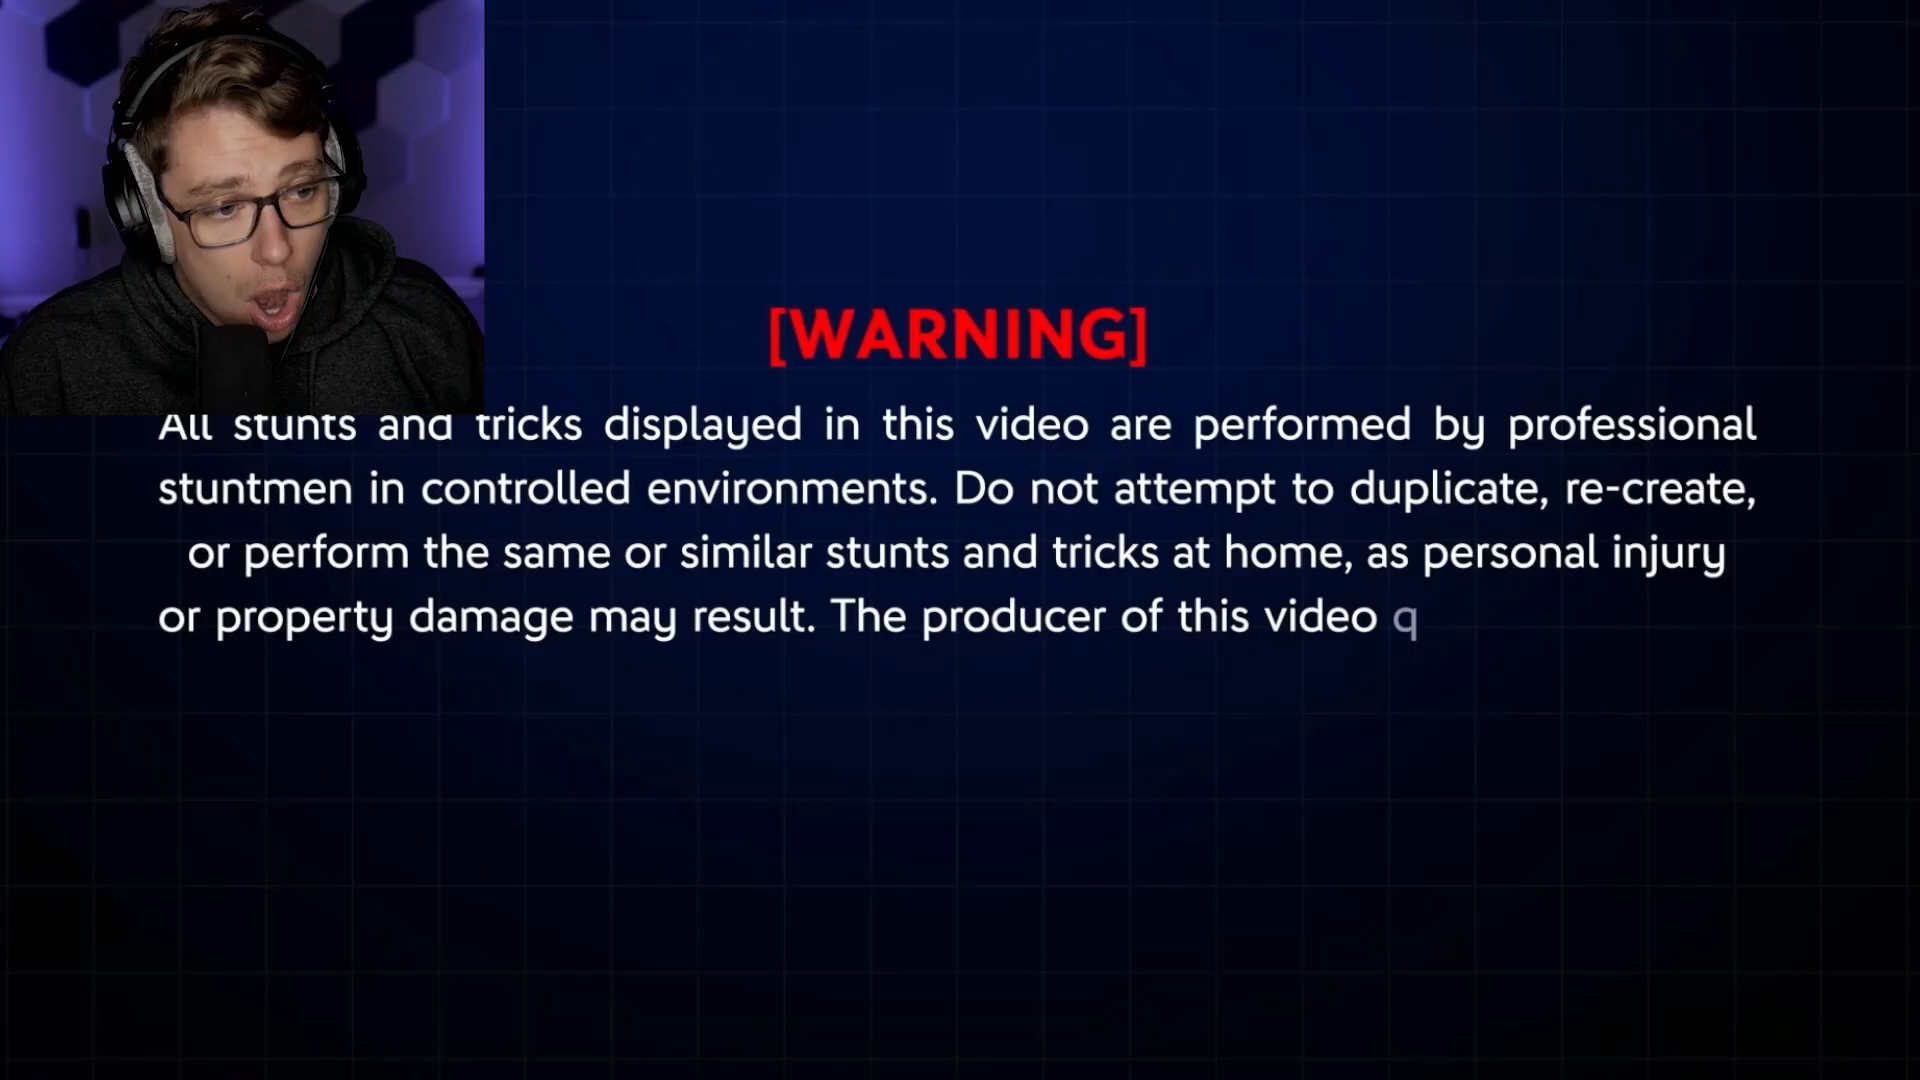 [WARNING]
All stunts and tricks displayed in this video are performed by professional
stuntmen in controlled environments. Do not attempt to duplicate, re-create,
or perform the same or similar stunts and tricks at home, as personal injury
or property damage may result. The producer of this video q